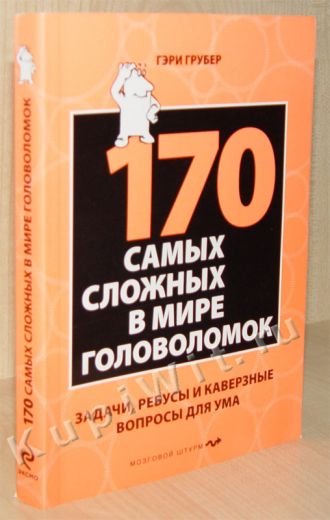 ГЭРИ ГРУБЕР
170
САМЫХ
СЛОЖНЫХ
В МИРЕ
ГОЛОВОЛОМОК
ЗАДАЧИ, РЕБУСЫ И КАВЕРЗНЫЕ
ВОПРОСЫ ДЛЯ УМА
МОЗГОВОЙ ШТУРМ
170 САМЫХ СЛОЖНЫХ В МИРЕ ГОЛОВОЛОМОК
ЭКСМО
KupiWit.ru